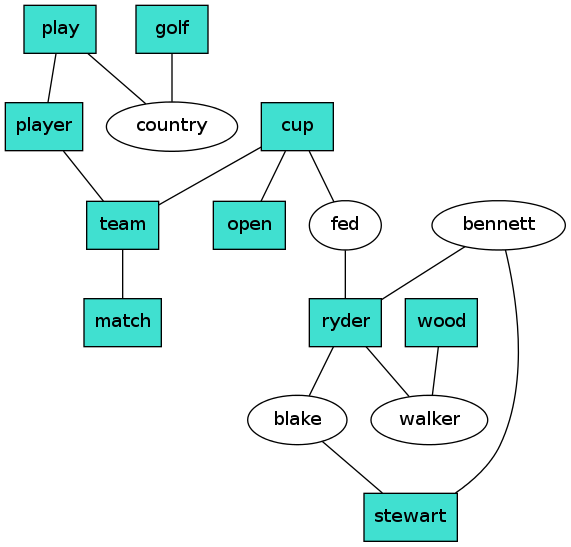 play
golf
player
country
cup
team
open
fed
bennett
match
ryder
wood
blake
walker
stewart